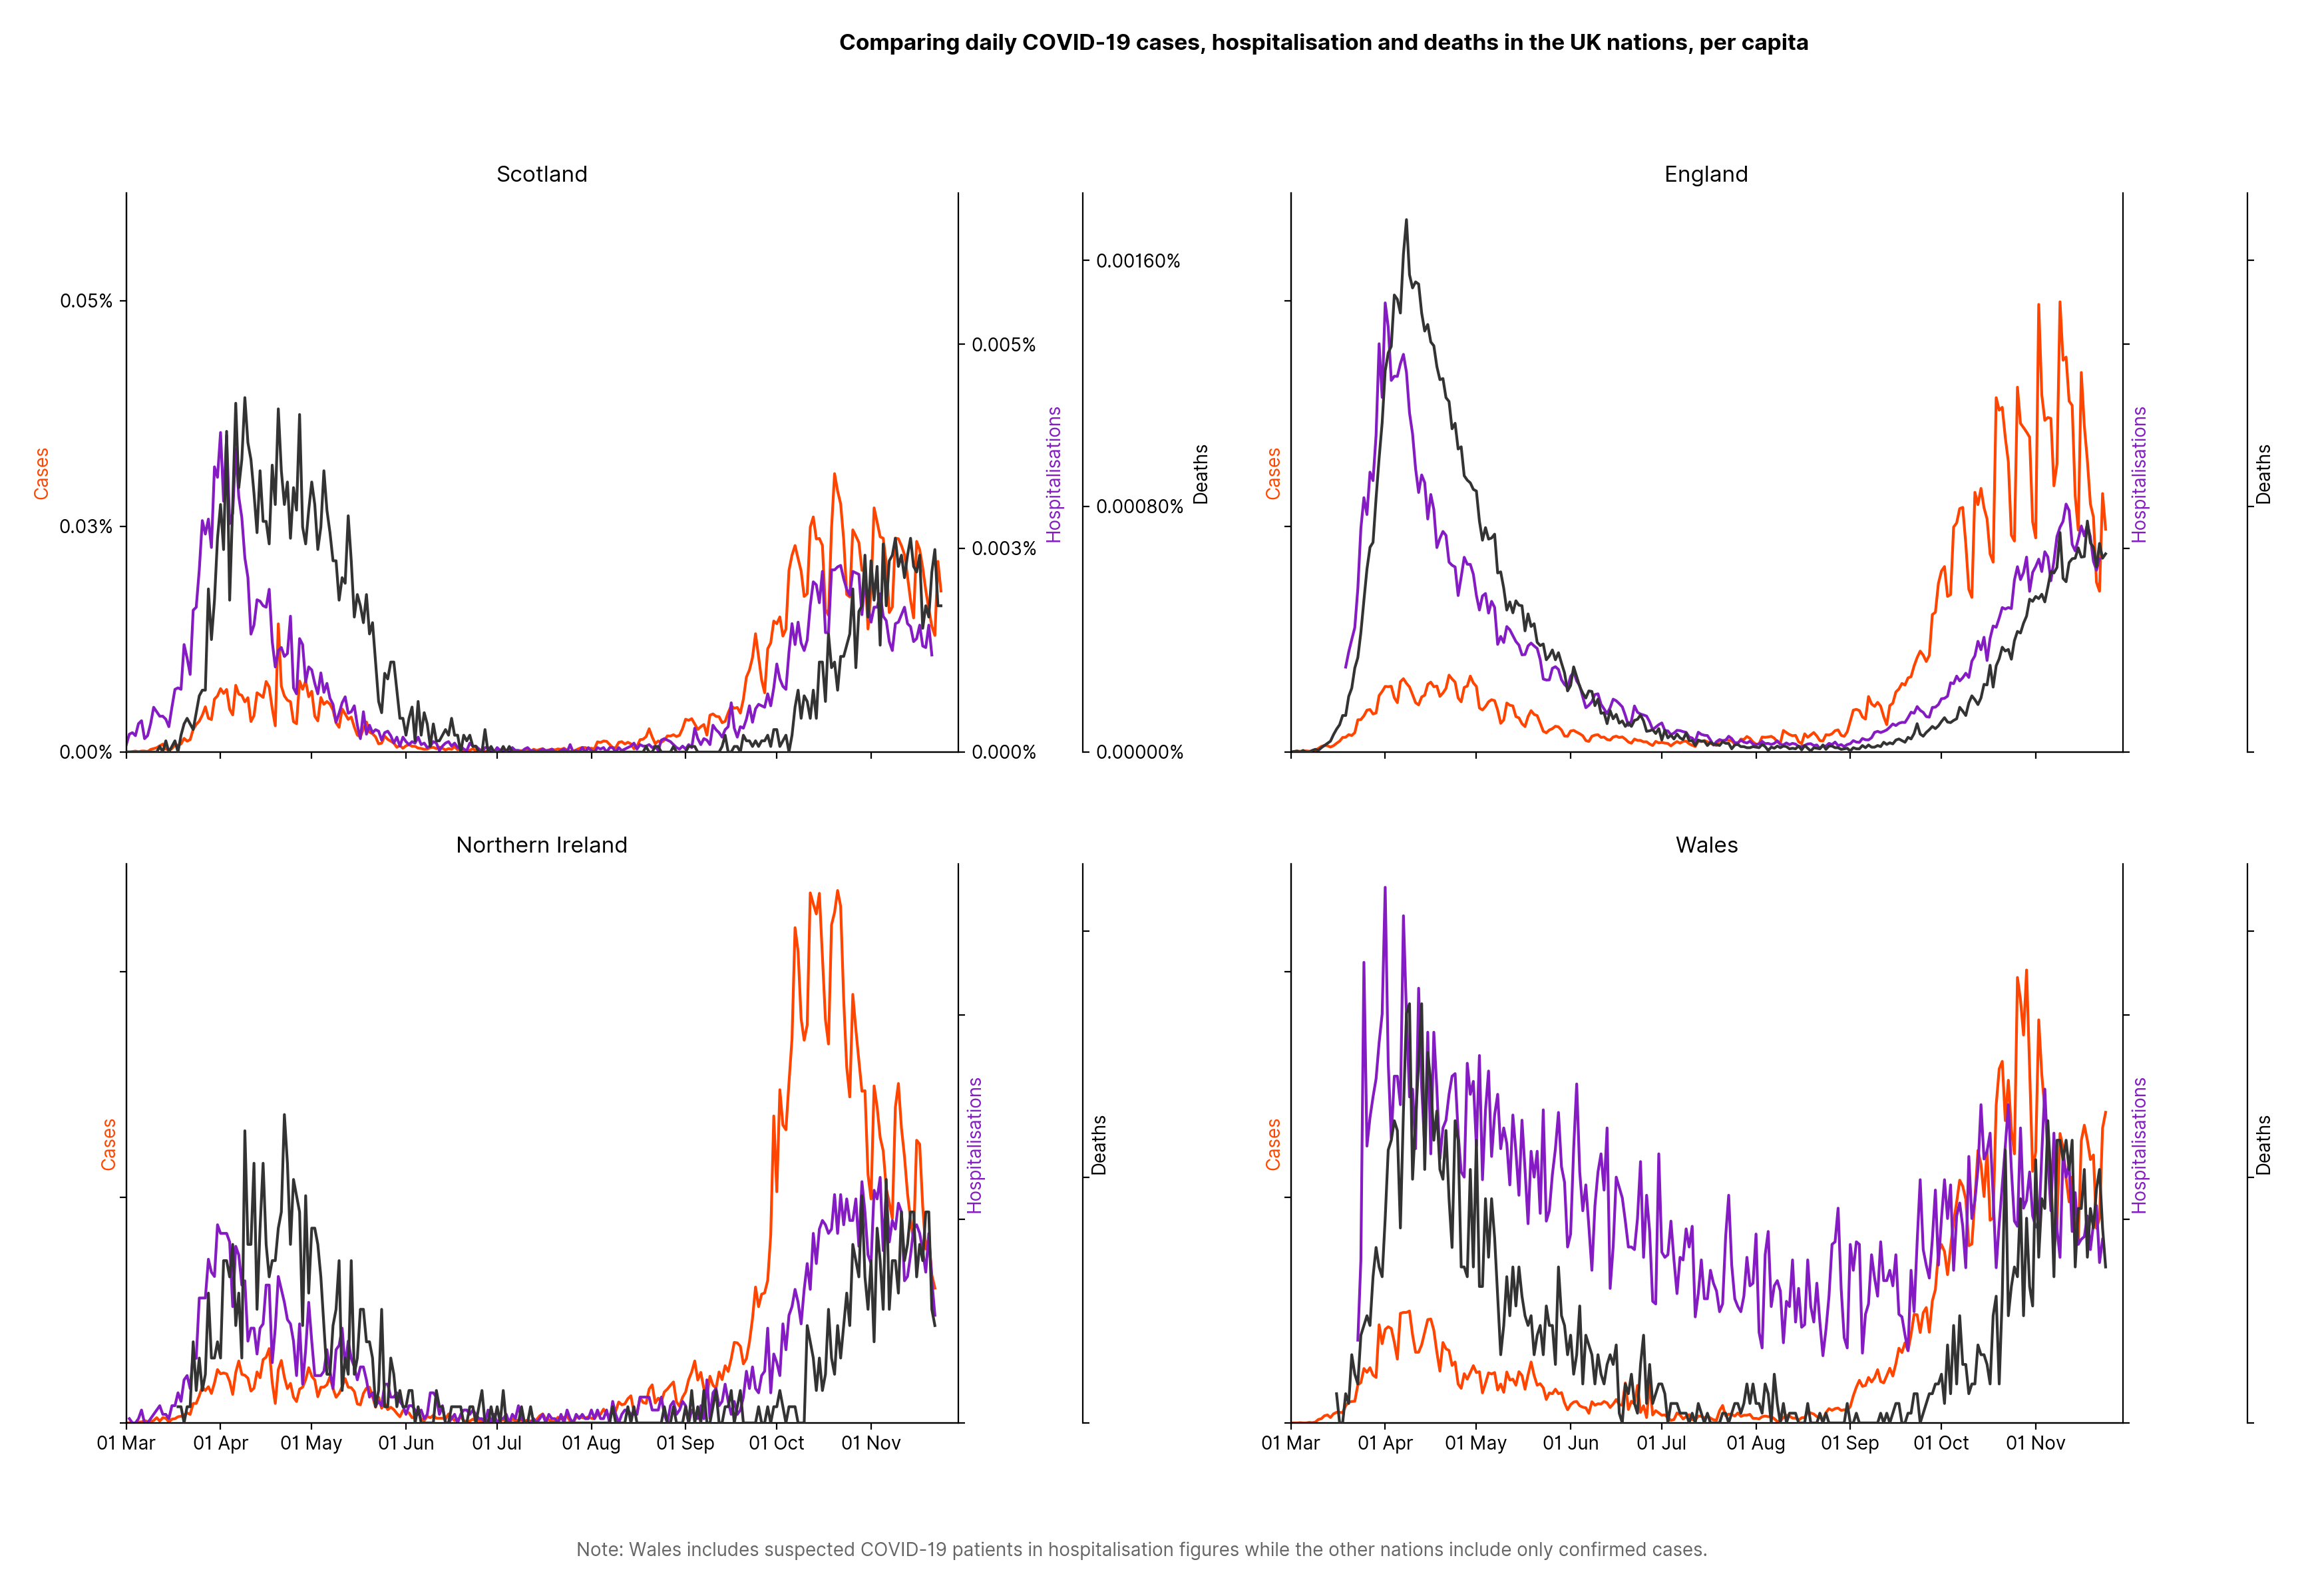 Comparing daily COVID-19 cases, hospitalisation and deaths in the UK nations, per capita
Scotland
England
0.05%
0.03%
0.00%
Cases
0.005%
0.003%
0.000%
Hospitalisations
0.00160%
0.00080%
0.00000%
Deaths
Cases
Hospitalisations
Deaths
Northern Ireland
Wales
Cases
Hospitalisations
Deaths
Cases
Hospitalisations
Deaths
01 Mar 01 Apr 01 May 01 Jun 01 Jul 01 Aug 01 Sep 01 Oct 01 Nov
01 Mar 01 Apr 01 May 01 Jun 01 Jul 01 Aug 01 Sep 01 Oct 01 Nov
Note: Wales includes suspected COVID-19 patients in hospitalisation figures while the other nations include only confirmed cases.